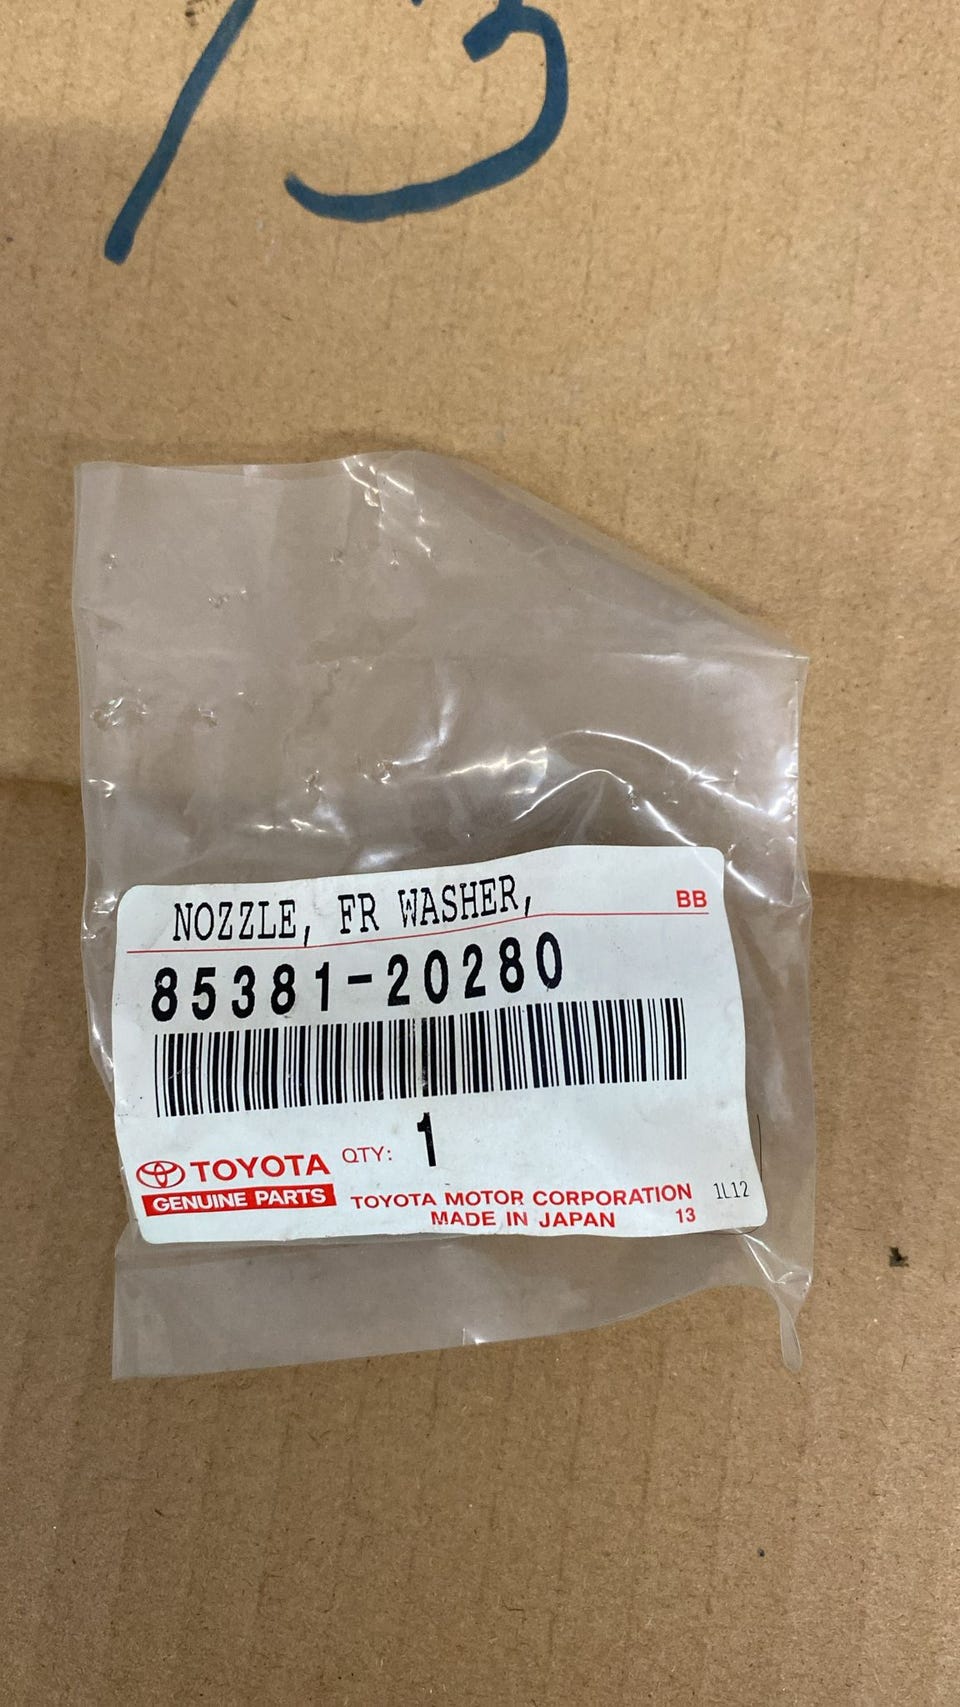 13
NOZZLE, FR WASHER,
BB
85381-20280
1
TOYOTA
QTY:
GENUINE PARTS
TOYOTA MOTOR CORPORATION
1L12
MADE IN JAPAN
13